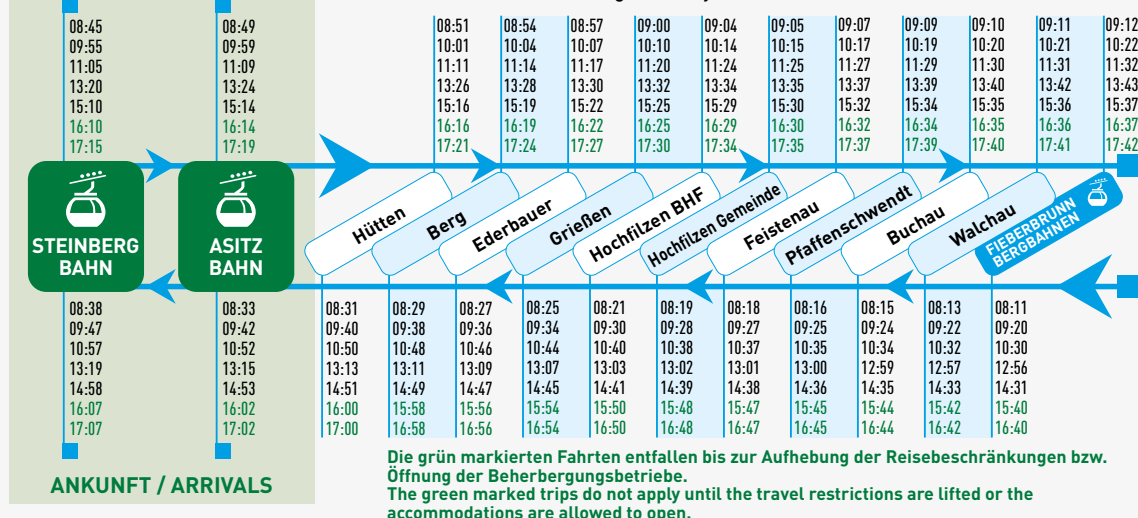 08:45 08:49 08:51 08:54 08:57 09:00 09:04 09:05 09:07 09:09 09:10 09:11 09:12
09:55 09:59 10:01 10:04 10:07 10:10 10:14 10:15 10:17 10:19 10:20 10:21 10:22
11:05 11:09 11:11 11:14 11:17 11:20 11:24 11:25 11:27 11:29 11:30 11:31 11:32
13:20 13:24 13:26 13:28 13:30 13:32 13:34 13:35 13:37 13:39 13:40 13:42 13:43
15:10 15:14 15:16 15:19 15:22 15:25 15:29 15:30 15:32 15:34 15:35 15:36 15:37
16:10 16:14 16:16 16:19 16:22 16:25 16:29 16:30 16:32 16:34 16:35 16:36 16:37
17:15 17:19 17:21 17:24 17:27 17:30 17:34 17:35 17:37 17:39 17:40 17:41 17:42
STEINBERG
BAHN
ASITZ
BAHN
Hütten
Berg
Ederbauer
Grießen
Hochfilzen BHF
Hochfilzen Gemeinde
Feistenau
Pfaffenschwendt
Buchau
Walchau
FIEBERBRUNN
BERGBAHNEN
08:38 08:33 08:31 08:29 08:27 08:25 08:21 08:19 08:18 08:16 08:15 08:13 08:11
09:47 09:42 09:40 09:38 09:36 09:34 09:30 09:28 09:27 09:25 09:24 09:22 09:20
10:57 10:52 10:50 10:48 10:46 10:44 10:40 10:38 10:37 10:35 10:34 10:32 10:30
13:19 13:15 13:13 13:11 13:09 13:07 13:03 13:02 13:01 13:00 12:59 12:57 12:56
14:58 14:53 14:51 14:49 14:47 14:45 14:41 14:39 14:38 14:36 14:35 14:33 14:31
16:07 16:02 16:00 15:58 15:56 15:54 15:50 15:48 15:47 15:45 15:44 15:42 15:40
17:07 17:02 17:00 16:58 16:56 16:54 16:50 16:48 16:47 16:45 16:44 16:42 16:40
ANKUNFT / ARRIVALS
Die grün markierten Fahrten entfallen bis zur Aufhebung der Reisebeschränkungen bzw.
Öffnung der Beherbergungsbetriebe.
The green marked trips do not apply until the travel restrictions are lifted or the
accommodations are allowed to open.